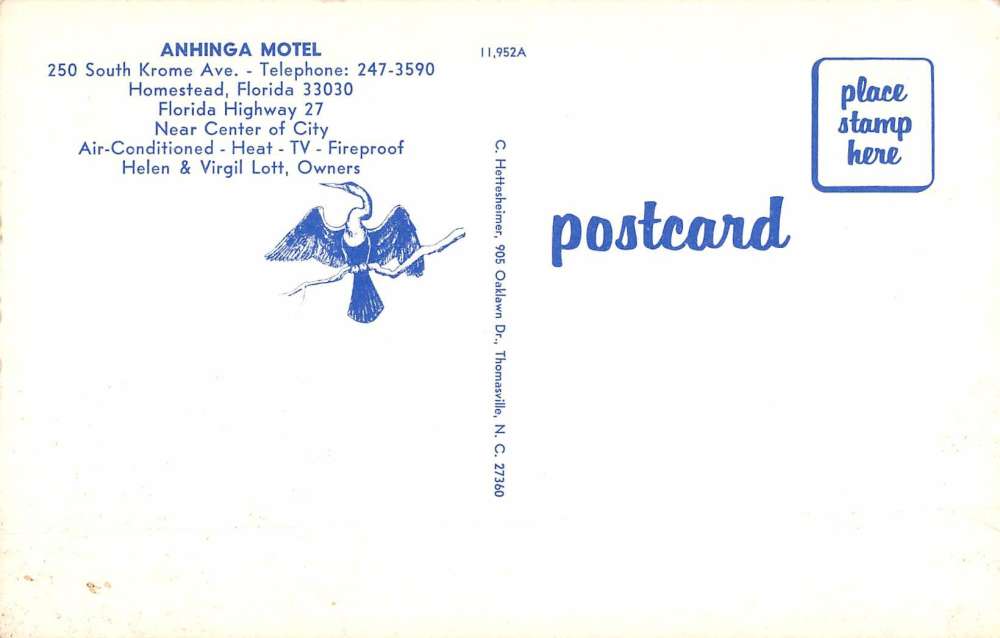 ANHINGA MOTEL
250 South Krome Ave. - Telephone: 247-3590
Homestead, Florida 33030
Florida Highway 27
Near Center of City
Air-Conditioned - Heat - TV - Fireproof
Helen & Virgil Lott, Owners
11,952A
C. Hettesheimer, 905 Oaklawn Dr., Thomasville, N. C. 27360
place
stamp
here
postcard